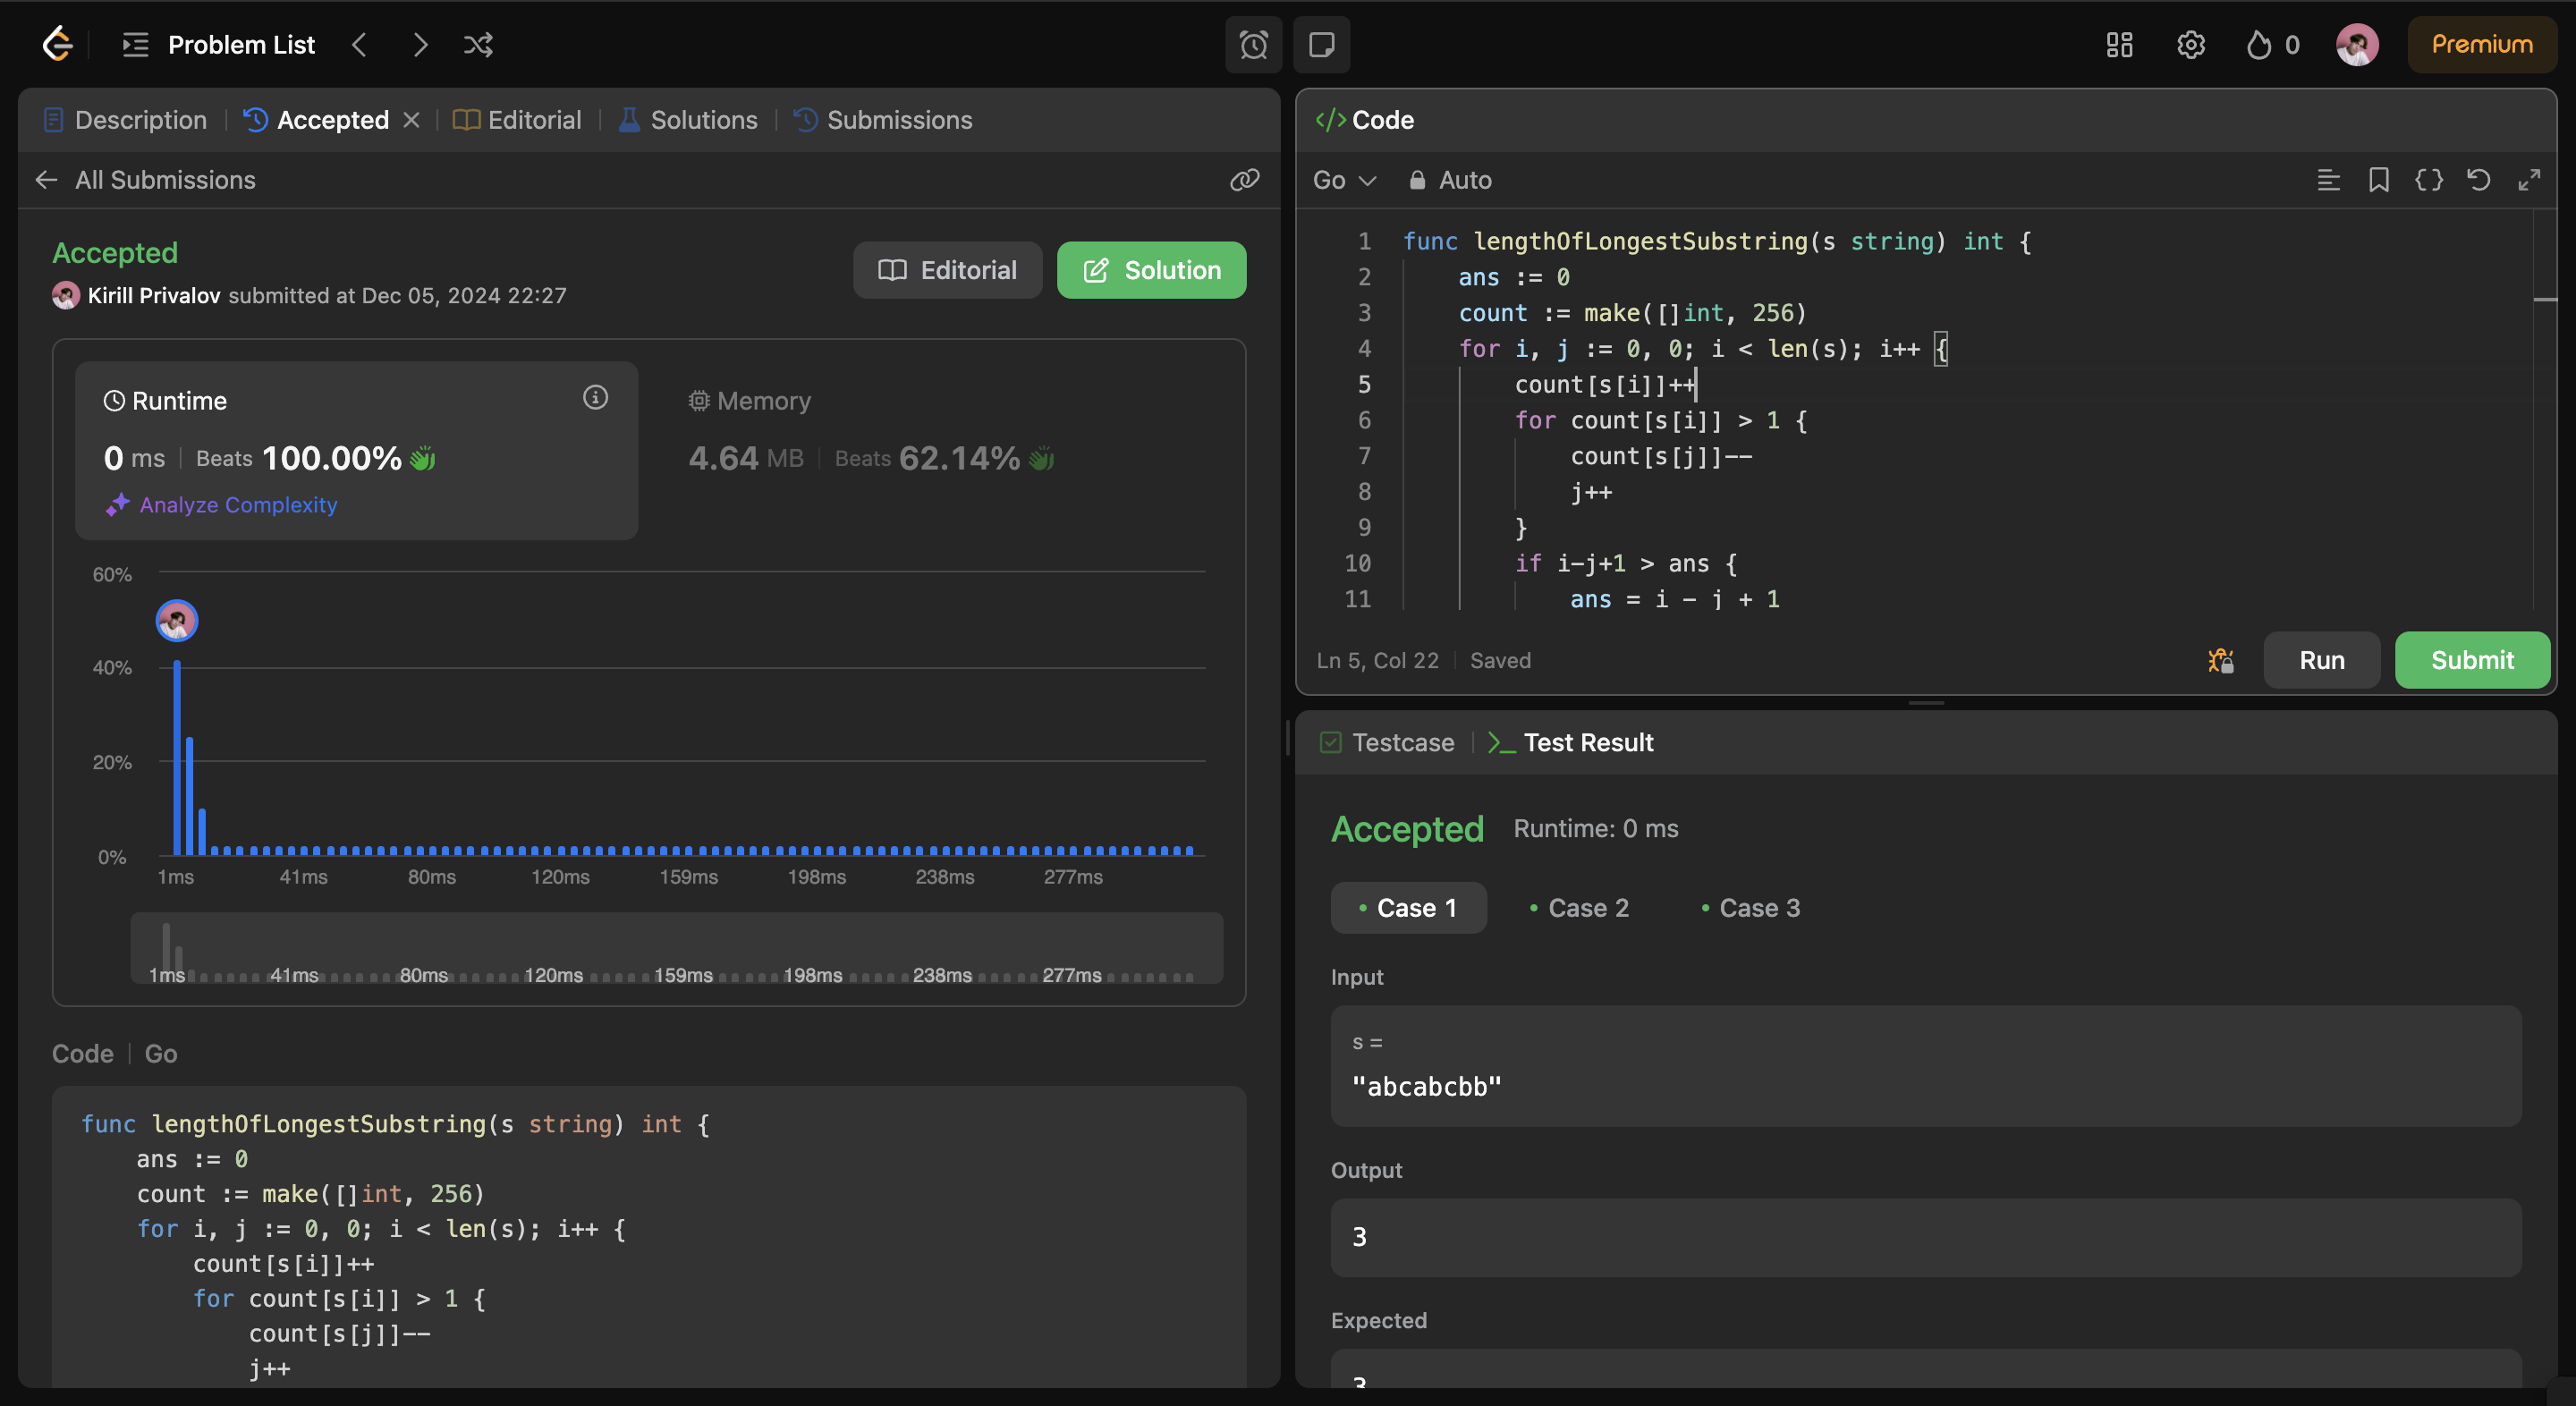 Problem List
0
Premium
Description
Accepted
Editorial
Solutions
Submissions
All Submissions
Accepted
Kirill Privalov submitted at Dec 05, 2024 22:27
Editorial
Solution
Runtime
0 ms
Beats 100.00%
Analyze Complexity
Memory
4.64 MB
Beats 62.14%
60%
40%
20%
0%
1ms 41ms 80ms 120ms 159ms 198ms 238ms 277ms
1ms 41ms 80ms 120ms 159ms 198ms 238ms 277ms
Code
Go
func lengthOfLongestSubstring(s string) int {
    ans := 0
    count := make([]int, 256)
    for i, j := 0, 0; i < len(s); i++ {
        count[s[i]]++
        for count[s[i]] > 1 {
            count[s[j]]--
            j++
</> Code
Go
Auto
1 func lengthOfLongestSubstring(s string) int {
2     ans := 0
3     count := make([]int, 256)
4     for i, j := 0, 0; i < len(s); i++ {
5         count[s[i]]++
6         for count[s[i]] > 1 {
7             count[s[j]]--
8             j++
9         }
10         if i-j+1 > ans {
11             ans = i - j + 1
Ln 5, Col 22
Saved
Run
Submit
Testcase
Test Result
Accepted
Runtime: 0 ms
Case 1
Case 2
Case 3
Input
s =
"abcabcbb"
Output
3
Expected
3